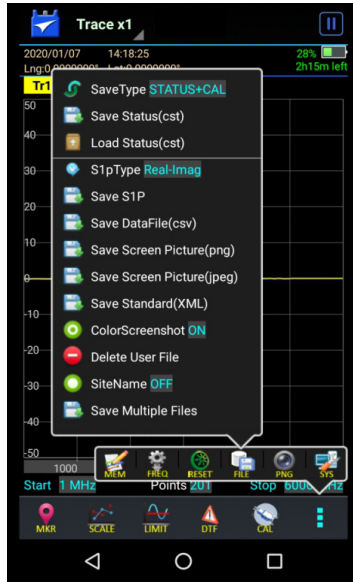 Trace x1
2020/01/07 14:18:25 28%
2h15m left
Tr1
SaveType STATUS+CAL
50
Save Status(cst)
40
Load Status(cst)
30
S1pType Real-Imag
Save S1P
20
Save DataFile(csv)
10
Save Screen Picture(png)
0
Save Screen Picture(jpeg)
-10
Save Standard(XML)
ColorScreenshot ON
-20
Delete User File
-30
SiteName OFF
Save Multiple Files
-40
-50
1000
MEM FREQ RESET FILE PNG SYS
Start 1 MHz Points 201 Stop
MKR SCALE LIMIT DTF CAL